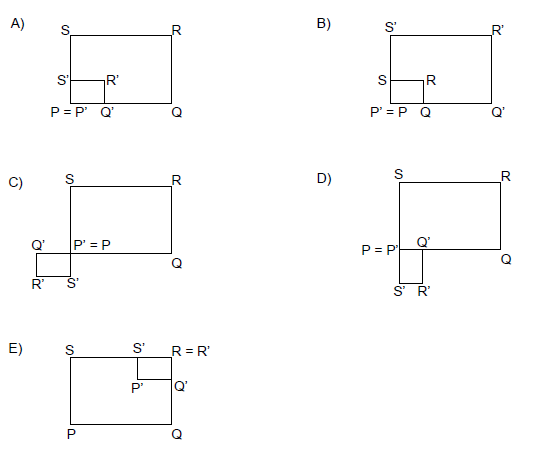 A)
S R
S' R'
P = P' Q' Q
B)
S' R'
S R
P' = P Q Q'
C)
S R
Q' P' = P
Q
R' S'
D)
S R
P = P' Q'
Q
S' R'
E)
S S' R = R'
P' Q'
P Q